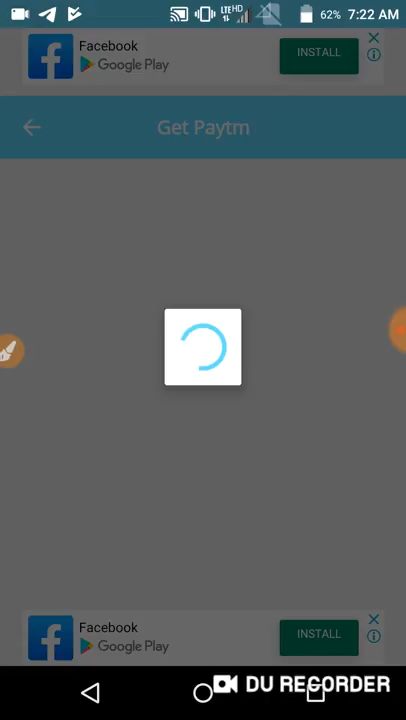 LTE HD 62% 7:22 AM
Facebook
Google Play
INSTALL
Get Paytm
Facebook
Google Play
INSTALL
DU RECORDER